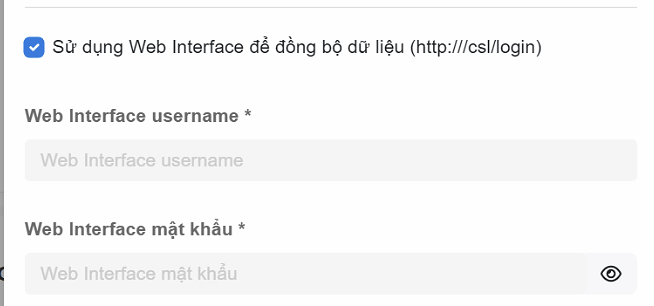 Sử dụng Web Interface để đồng bộ dữ liệu (http:///csl/login)
Web Interface username *
Web Interface username
Web Interface mật khẩu *
Web Interface mật khẩu